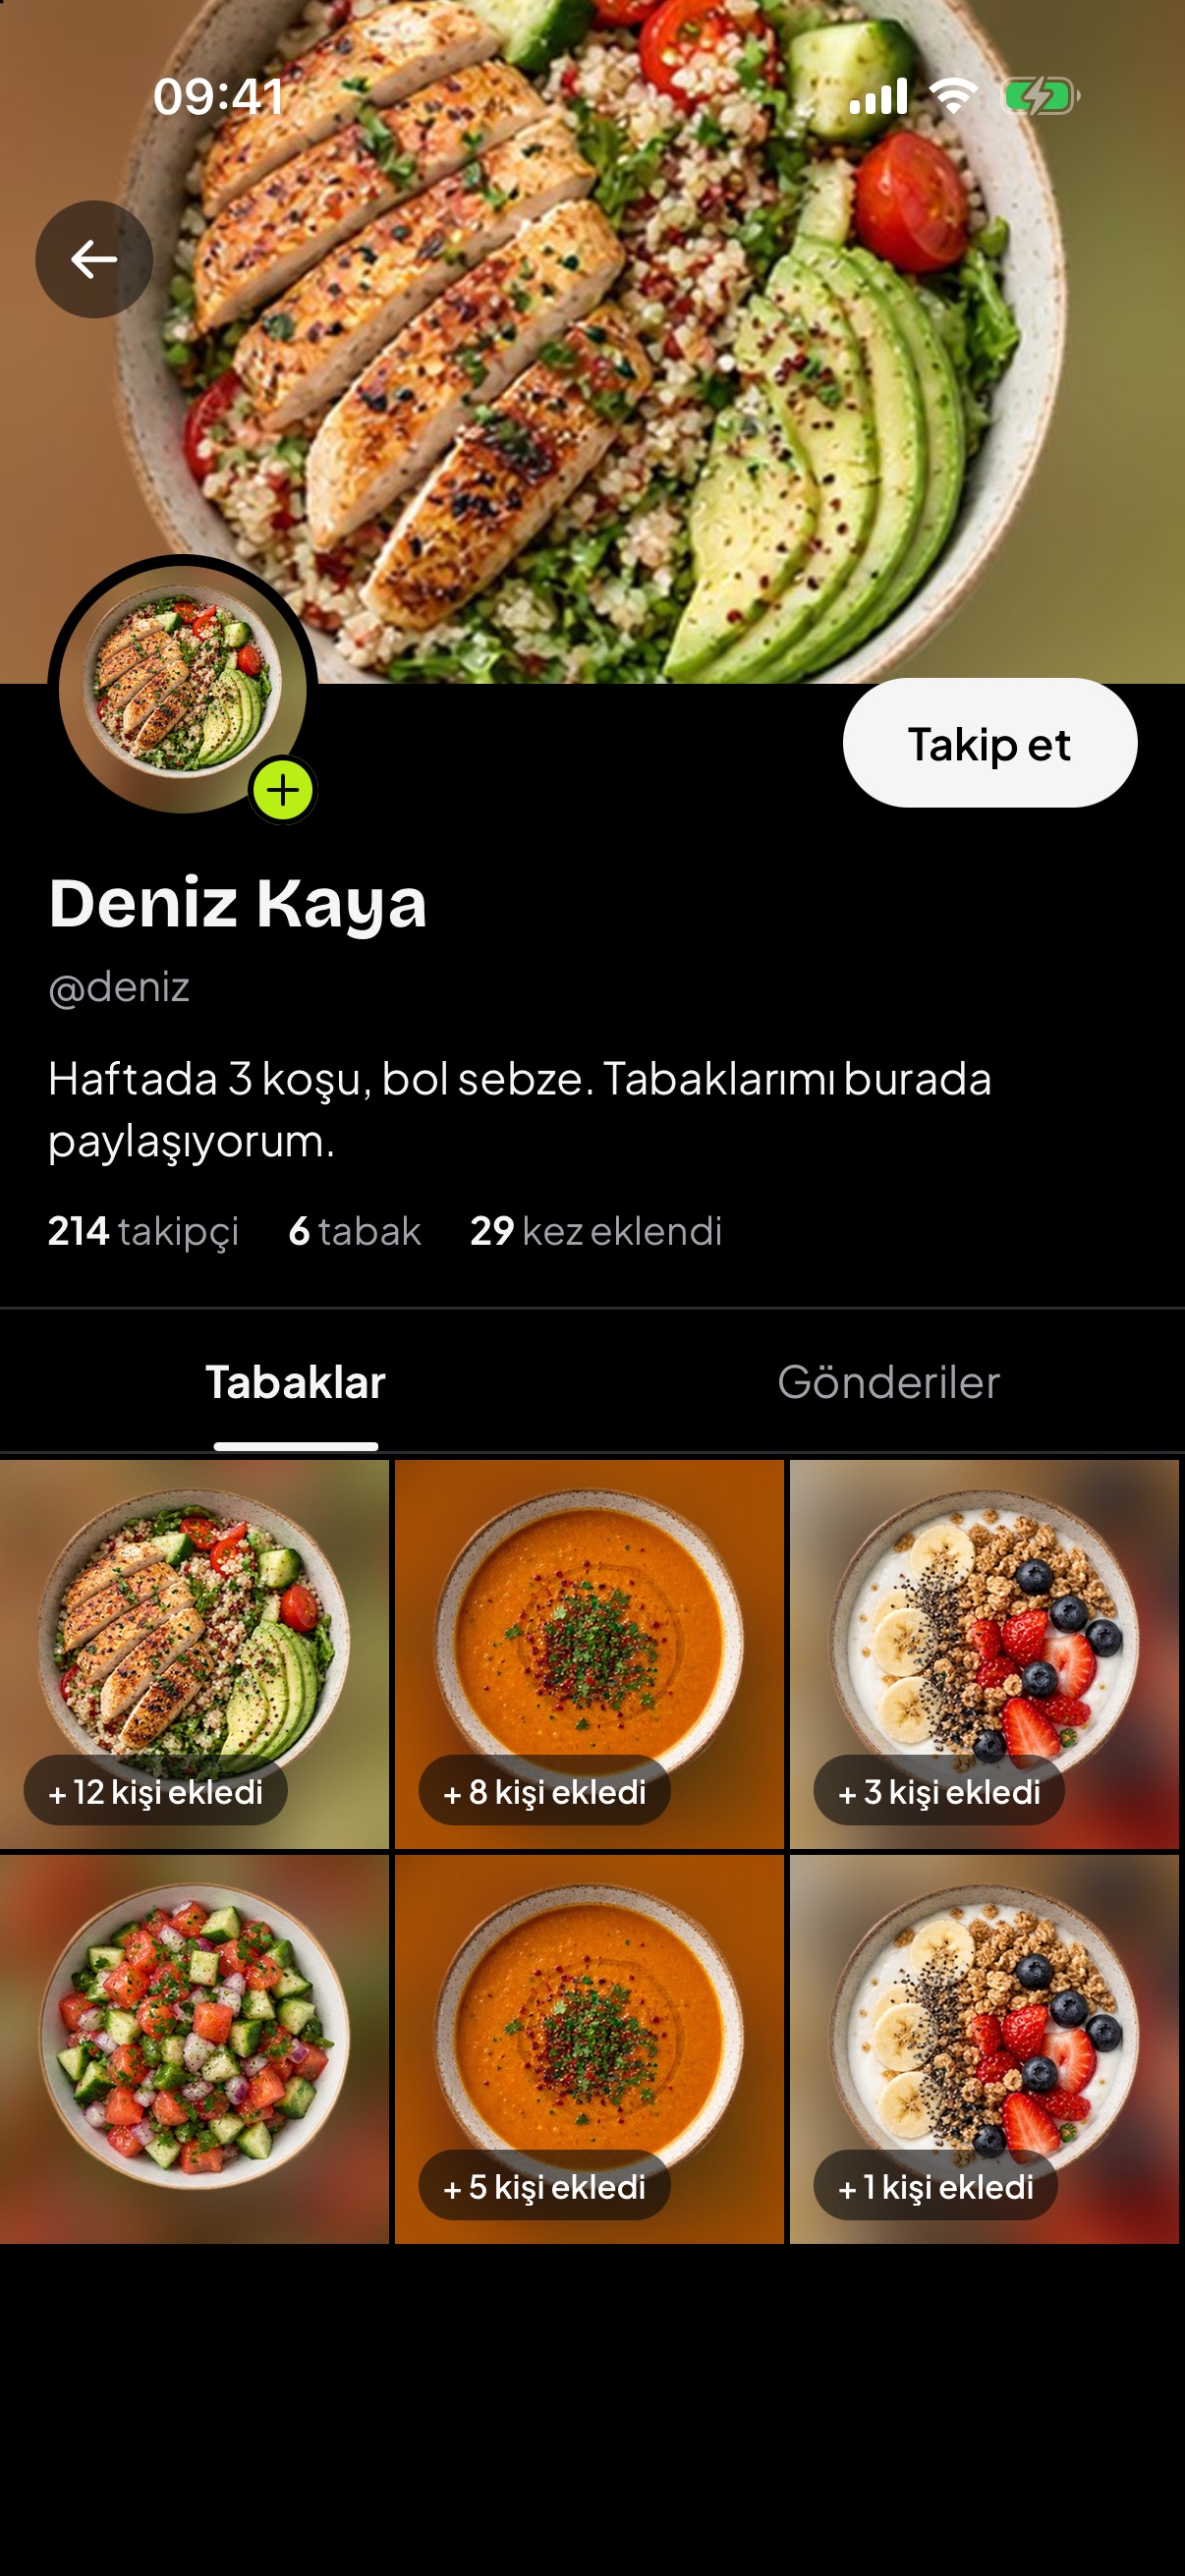 09:41
Takip et
Deniz Kaya
@deniz
Haftada 3 koşu, bol sebze. Tabaklarımı burada
paylaşıyorum.
214 takipçi 6 tabak 29 kez eklendi
Tabaklar Gönderiler
+ 12 kişi ekledi + 8 kişi ekledi + 3 kişi ekledi
+ 5 kişi ekledi + 1 kişi ekledi